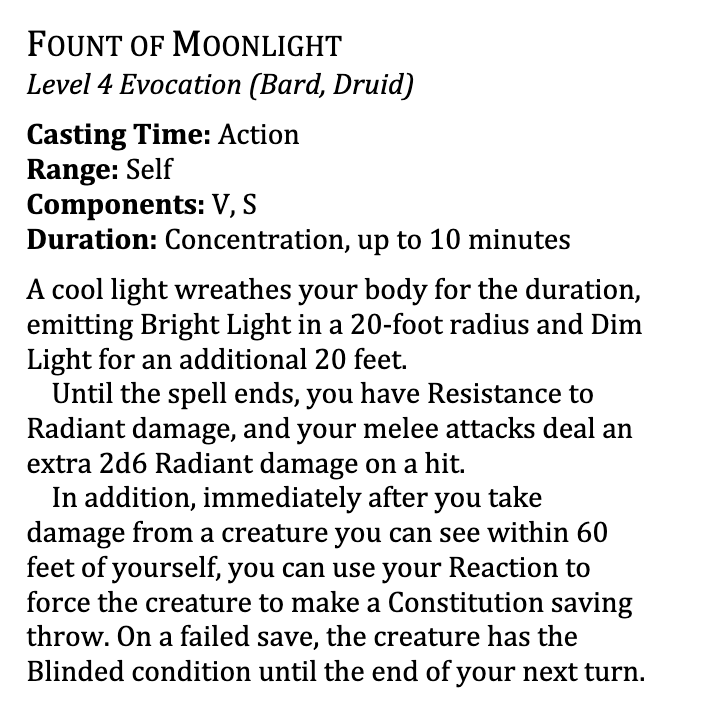 FOUNT OF MOONLIGHT
Level 4 Evocation (Bard, Druid)
Casting Time: Action
Range: Self
Components: V, S
Duration: Concentration, up to 10 minutes
A cool light wreathes your body for the duration,
emitting Bright Light in a 20-foot radius and Dim
Light for an additional 20 feet.
Until the spell ends, you have Resistance to
Radiant damage, and your melee attacks deal an
extra 2d6 Radiant damage on a hit.
In addition, immediately after you take
damage from a creature you can see within 60
feet of yourself, you can use your Reaction to
force the creature to make a Constitution saving
throw. On a failed save, the creature has the
Blinded condition until the end of your next turn.